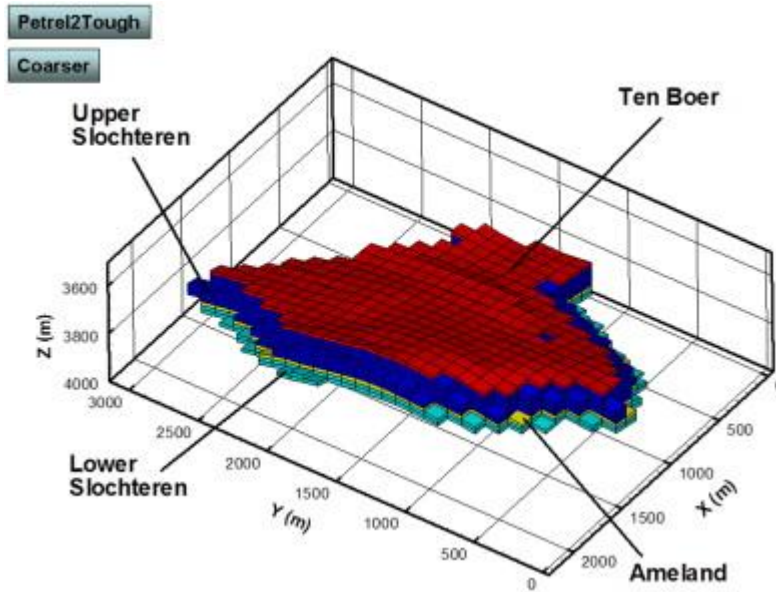 Petrel2Tough
Coarser
Upper
Slochteren
Ten Boer
3600
3800
4000
Z (m)
3000
2500
2000
1500
1000
500
0
Y (m)
500
1000
1500
2000
X (m)
Lower
Slochteren
Ameland